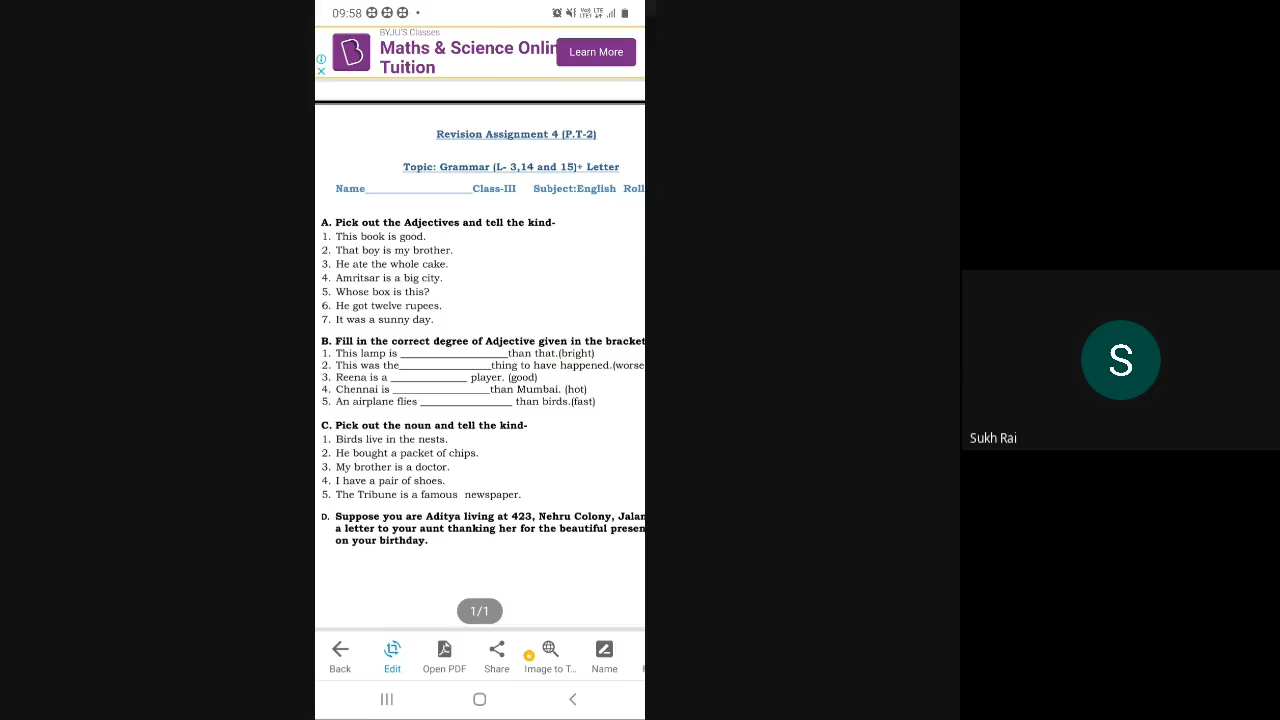 09:58
Vo)) LTE
LTE1
BYJU'S Classes
Maths & Science Onlin
Tuition
Learn More
Revision Assignment 4 (P.T-2)
Topic: Grammar (L- 3,14 and 15)+ Letter
Name____________________Class-III Subject:English Roll
A. Pick out the Adjectives and tell the kind-
1. This book is good.
2. That boy is my brother.
3. He ate the whole cake.
4. Amritsar is a big city.
5. Whose box is this?
6. He got twelve rupees.
7. It was a sunny day.
B. Fill in the correct degree of Adjective given in the bracket
1. This lamp is ____________________than that.(bright)
2. This was the_________________thing to have happened.(worse
3. Reena is a ______________ player. (good)
4. Chennai is __________________than Mumbai. (hot)
5. An airplane flies _________________ than birds.(fast)
C. Pick out the noun and tell the kind-
1. Birds live in the nests.
2. He bought a packet of chips.
3. My brother is a doctor.
4. I have a pair of shoes.
5. The Tribune is a famous newspaper.
D. Suppose you are Aditya living at 423, Nehru Colony, Jalan
a letter to your aunt thanking her for the beautiful presen
on your birthday.
1/1
Back
Edit
Open PDF
Share
Image to T...
Name
S
Sukh Rai